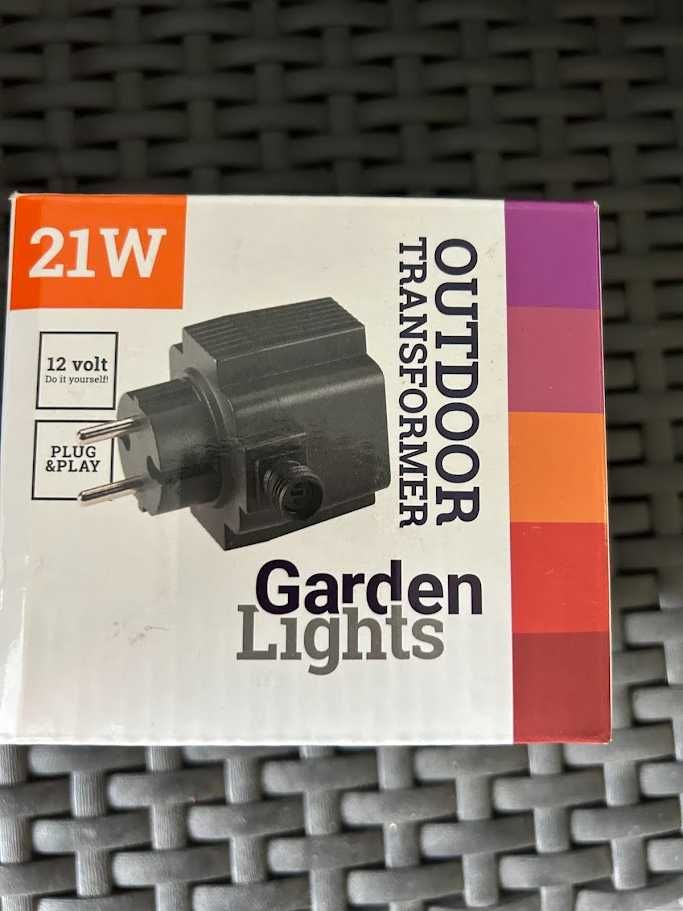 21W
12 volt
Do it yourself!
PLUG
&PLAY
OUTDOOR
TRANSFORMER
Garden
Lights